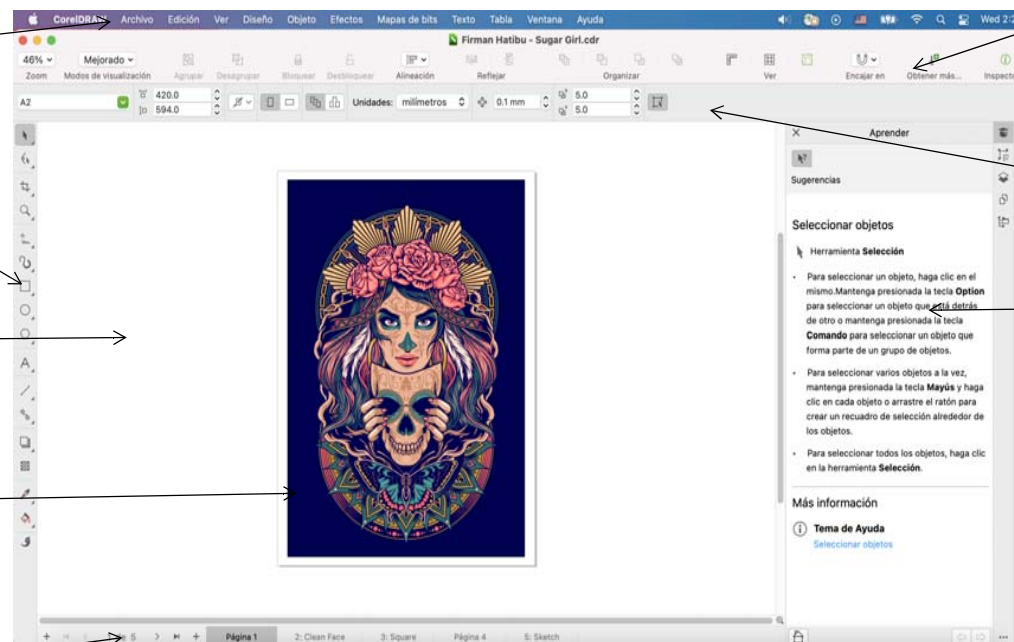 CorelDRAW Archivo Edición Ver Diseño Objeto Efectos Mapas de bits Texto Tabla Ventana Ayuda Wed 2:2
Firman Hatibu - Sugar Girl.cdr
46% Mejorado
Zoom Modos de visualización Agrupar Desagrupar Bloquear Desbloquear Alineación Reflejar Organizar Ver Encajar en Obtener más... Inspecto
A2 420.0 594.0 Unidades: milímetros 0.1 mm 5.0 5.0
Aprender
Sugerencias
Seleccionar objetos
Herramienta Selección
• Para seleccionar un objeto, haga clic en el
mismo.Mantenga presionada la tecla Option
para seleccionar un objeto que está detrás
de otro o mantenga presionada la tecla
Comando para seleccionar un objeto que
forma parte de un grupo de objetos.
• Para seleccionar varios objetos a la vez,
mantenga presionada la tecla Mayús y haga
clic en cada objeto o arrastre el ratón para
crear un recuadro de selección alrededor de
los objetos.
• Para seleccionar todos los objetos, haga clic
en la herramienta Selección.
Más información
Tema de Ayuda
Seleccionar objetos
5 Página 1 2: Clean Face 3: Square Página 4 5: Sketch